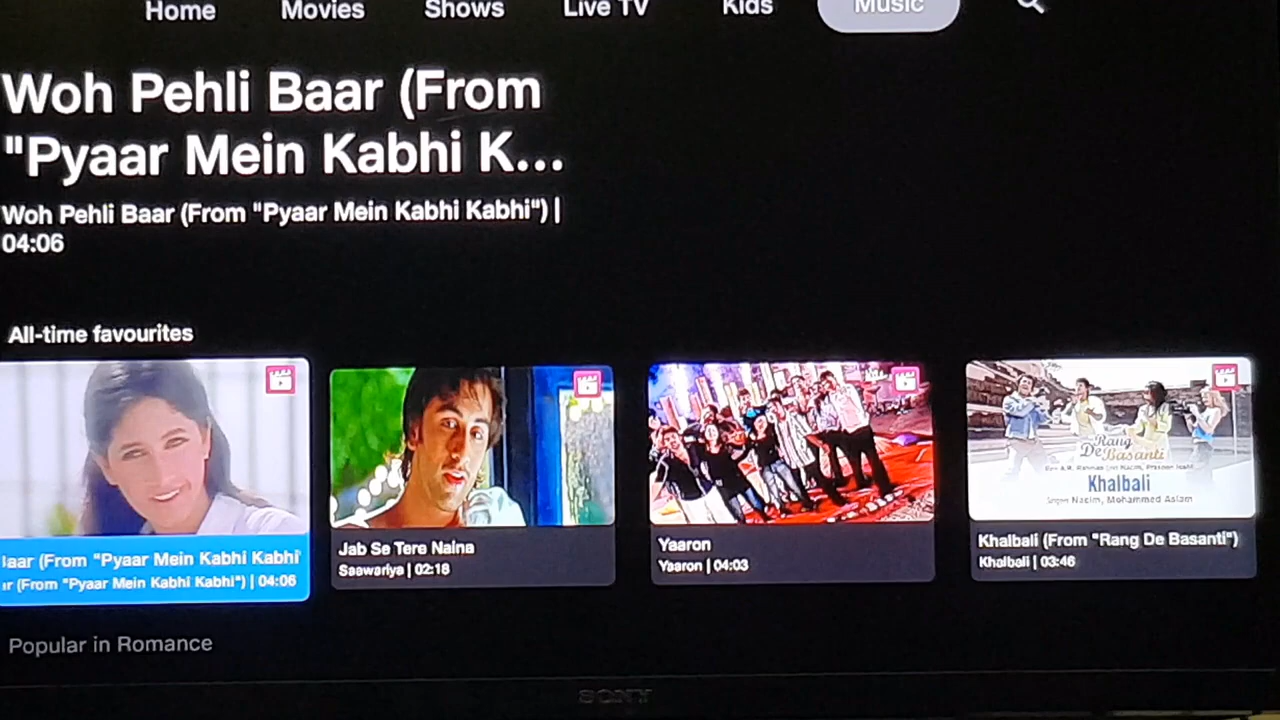 Home Movies Shows Live TV Kids Music
Woh Pehli Baar (From
"Pyaar Mein Kabhi K...
Woh Pehli Baar (From "Pyaar Mein Kabhi Kabhi") |
04:06
All-time favourites
Rang
De Basanti
Khalbali
Nacim, Mohammed Aslam
laar (From "Pyaar Mein Kabhi Kabhi'
(From "Pyaar Mein Kabhi Kabhi") | 04:06
Jab Se Tere Naina
Saawariya | 02:18
Yaaron
Yaaron | 04:03
Khalbali (From "Rang De Basanti")
Khalbali | 03:46
Popular in Romance
SONY